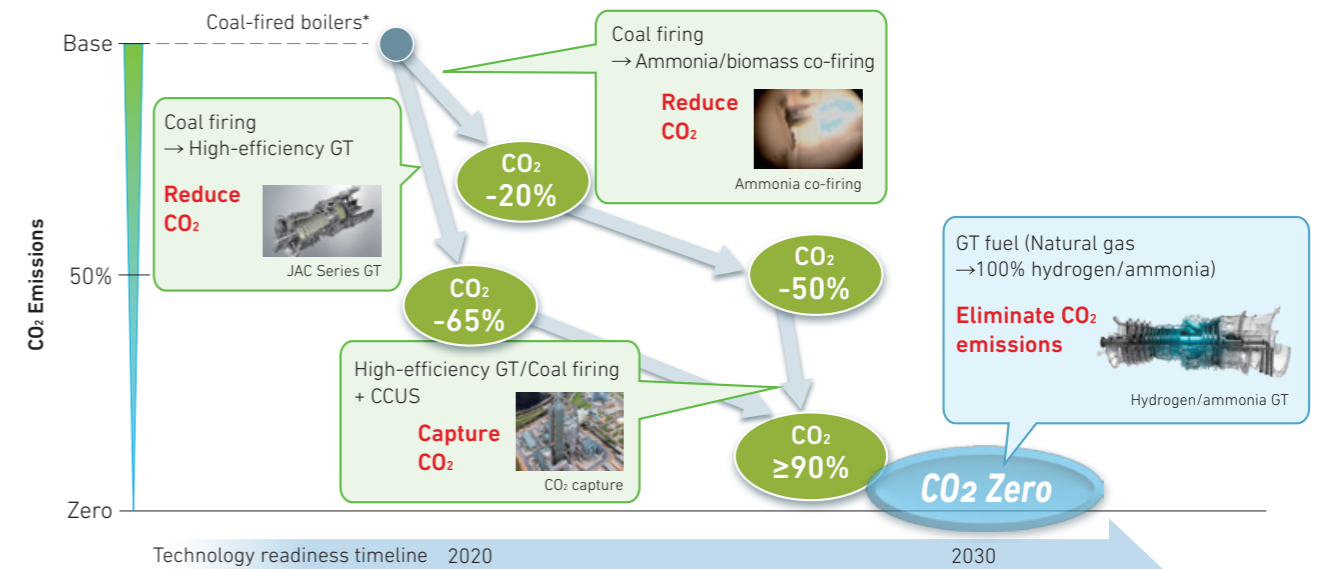 Coal-fired boilers*
Base
Coal firing
→ Ammonia/biomass co-firing
Reduce
CO₂
Ammonia co-firing
Coal firing
→ High-efficiency GT
Reduce
CO₂
JAC Series GT
CO₂
-20%
CO₂ Emissions
50%
CO₂
-65%
CO₂
-50%
GT fuel (Natural gas
→100% hydrogen/ammonia)
Eliminate CO₂
emissions
Hydrogen/ammonia GT
High-efficiency GT/Coal firing
+ CCUS
Capture
CO₂
CO₂ capture
CO₂
≥90%
CO₂ Zero
Zero
Technology readiness timeline 2020 2030